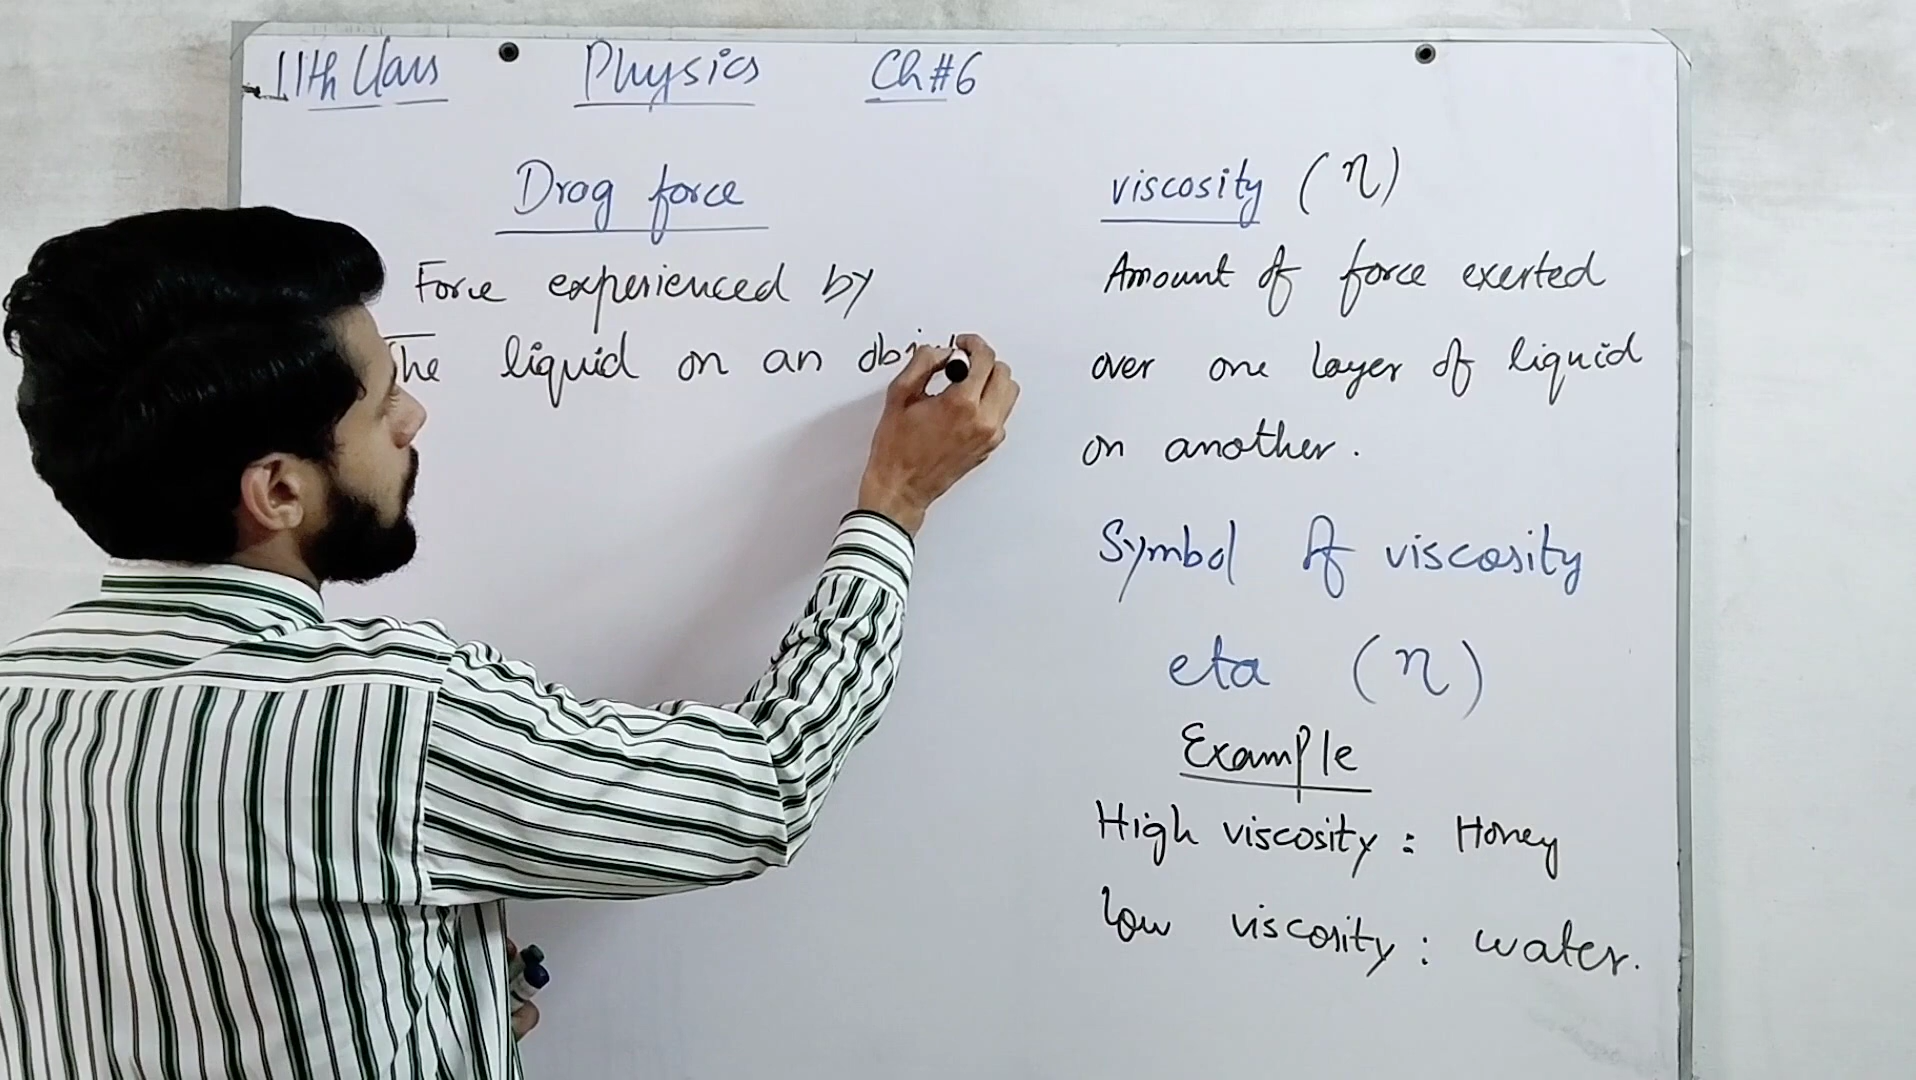 11th Class Physics Ch#6
Drag force
Force experienced by
The liquid on an
viscosity (η)
Amount of force exerted
over one layer of liquid
on another.
Symbol of viscosity
eta (η)
Example
High viscosity : Honey
Low viscosity : water.